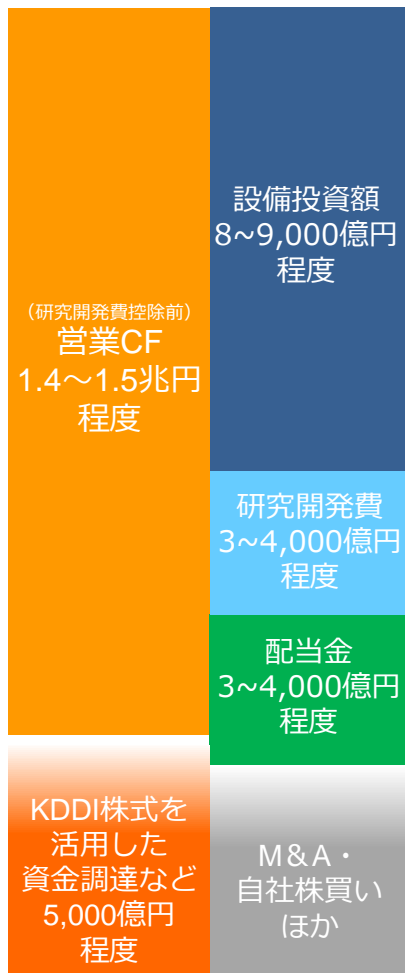 （研究開発費控除前）
営業CF
1.4～1.5兆円
程度
KDDI株式を
活用した
資金調達など
5,000億円
程度
設備投資額
8~9,000億円
程度
研究開発費
3~4,000億円
程度
配当金
3~4,000億円
程度
M＆A・
自社株買い
ほか